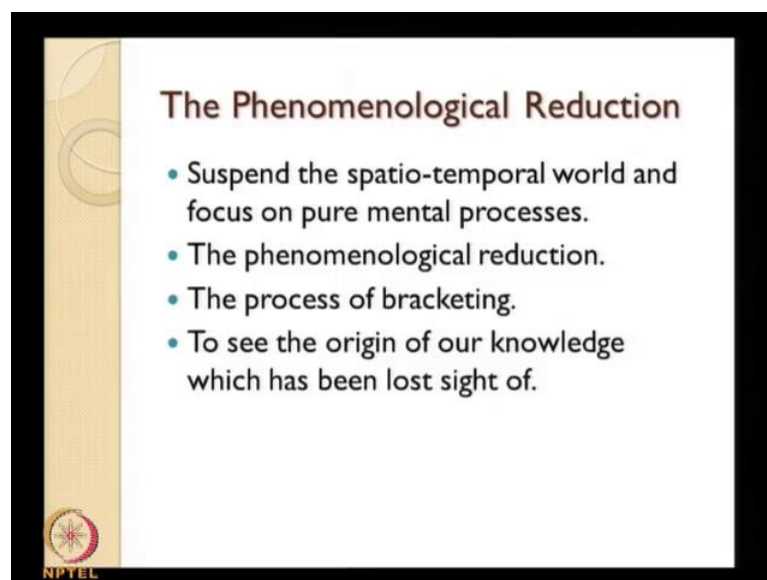 The Phenomenological Reduction
• Suspend the spatio-temporal world and
focus on pure mental processes.
• The phenomenological reduction.
• The process of bracketing.
• To see the origin of our knowledge
which has been lost sight of.
NPTEL